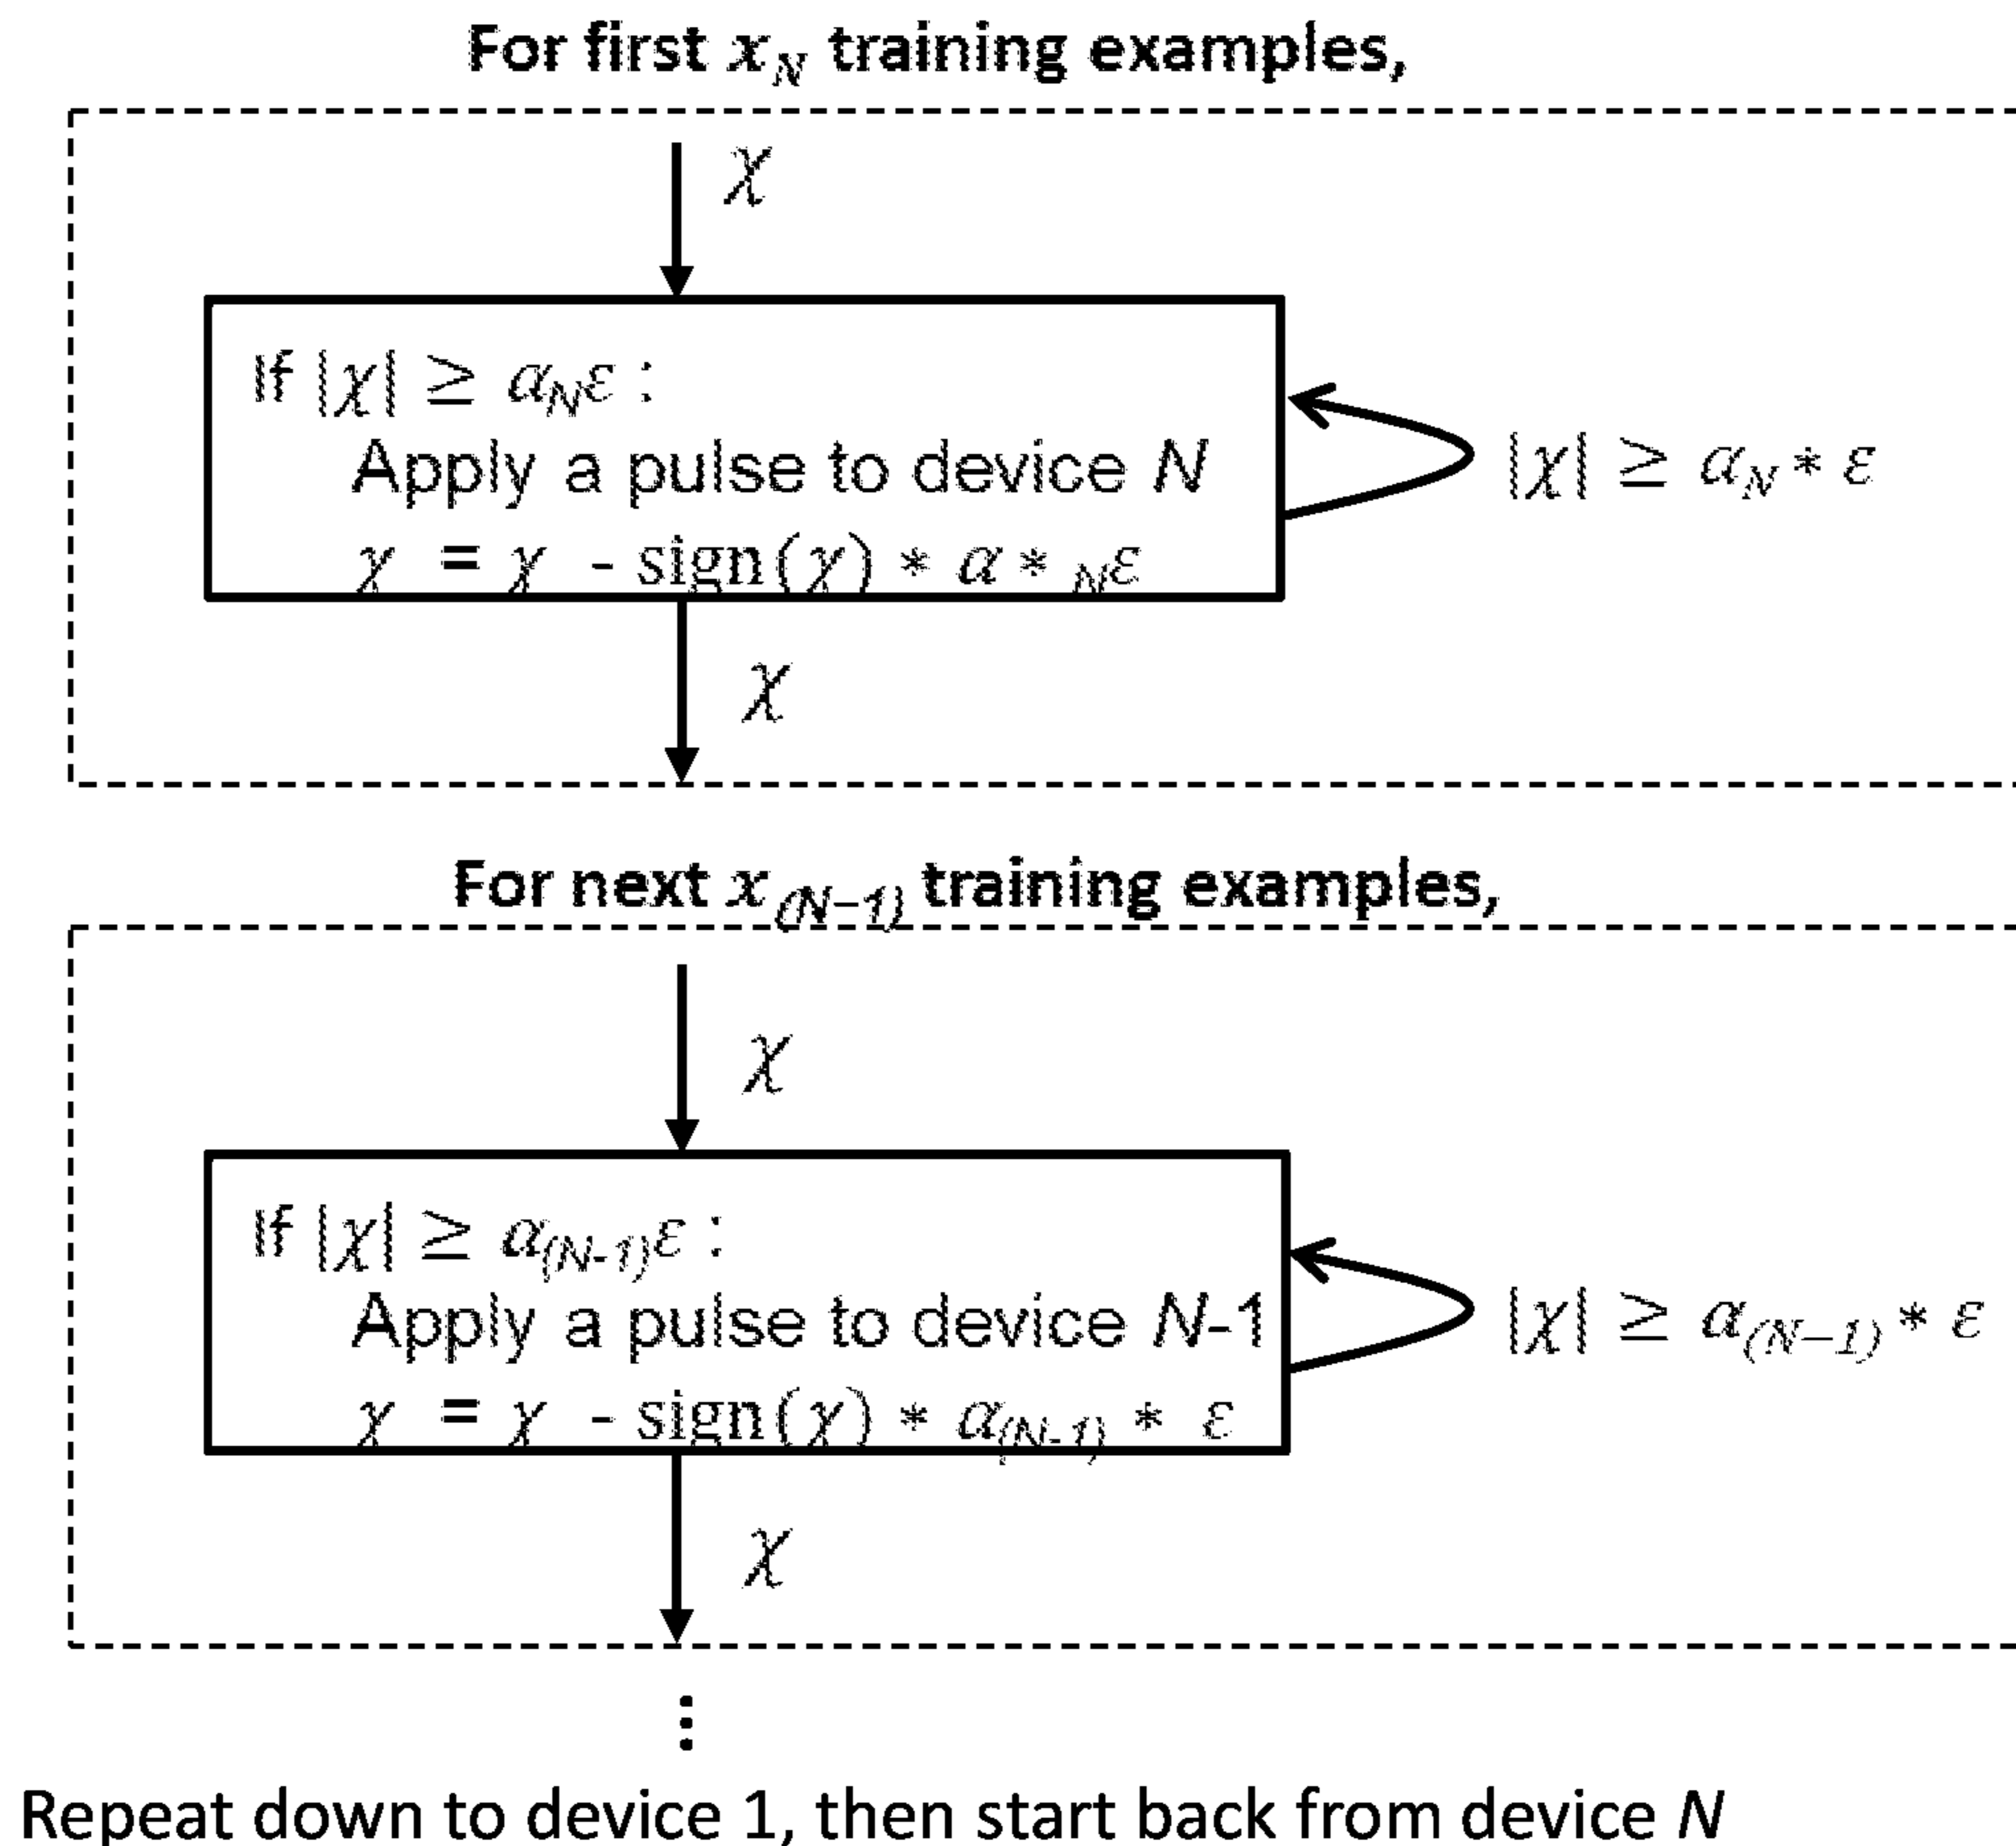 For first x_N training examples,
χ
If |χ| ≥ α_Nε :
Apply a pulse to device N
|χ| ≥ α_N * ε
χ = χ - sign(χ) * α * _Nε
χ
For next x_(N−1) training examples,
χ
If |χ| ≥ α_(N-1)ε :
Apply a pulse to device N-1
|χ| ≥ α_(N−1) * ε
χ = χ - sign(χ) * α_(N-1) * ε
χ
⋮
Repeat down to device 1, then start back from device N